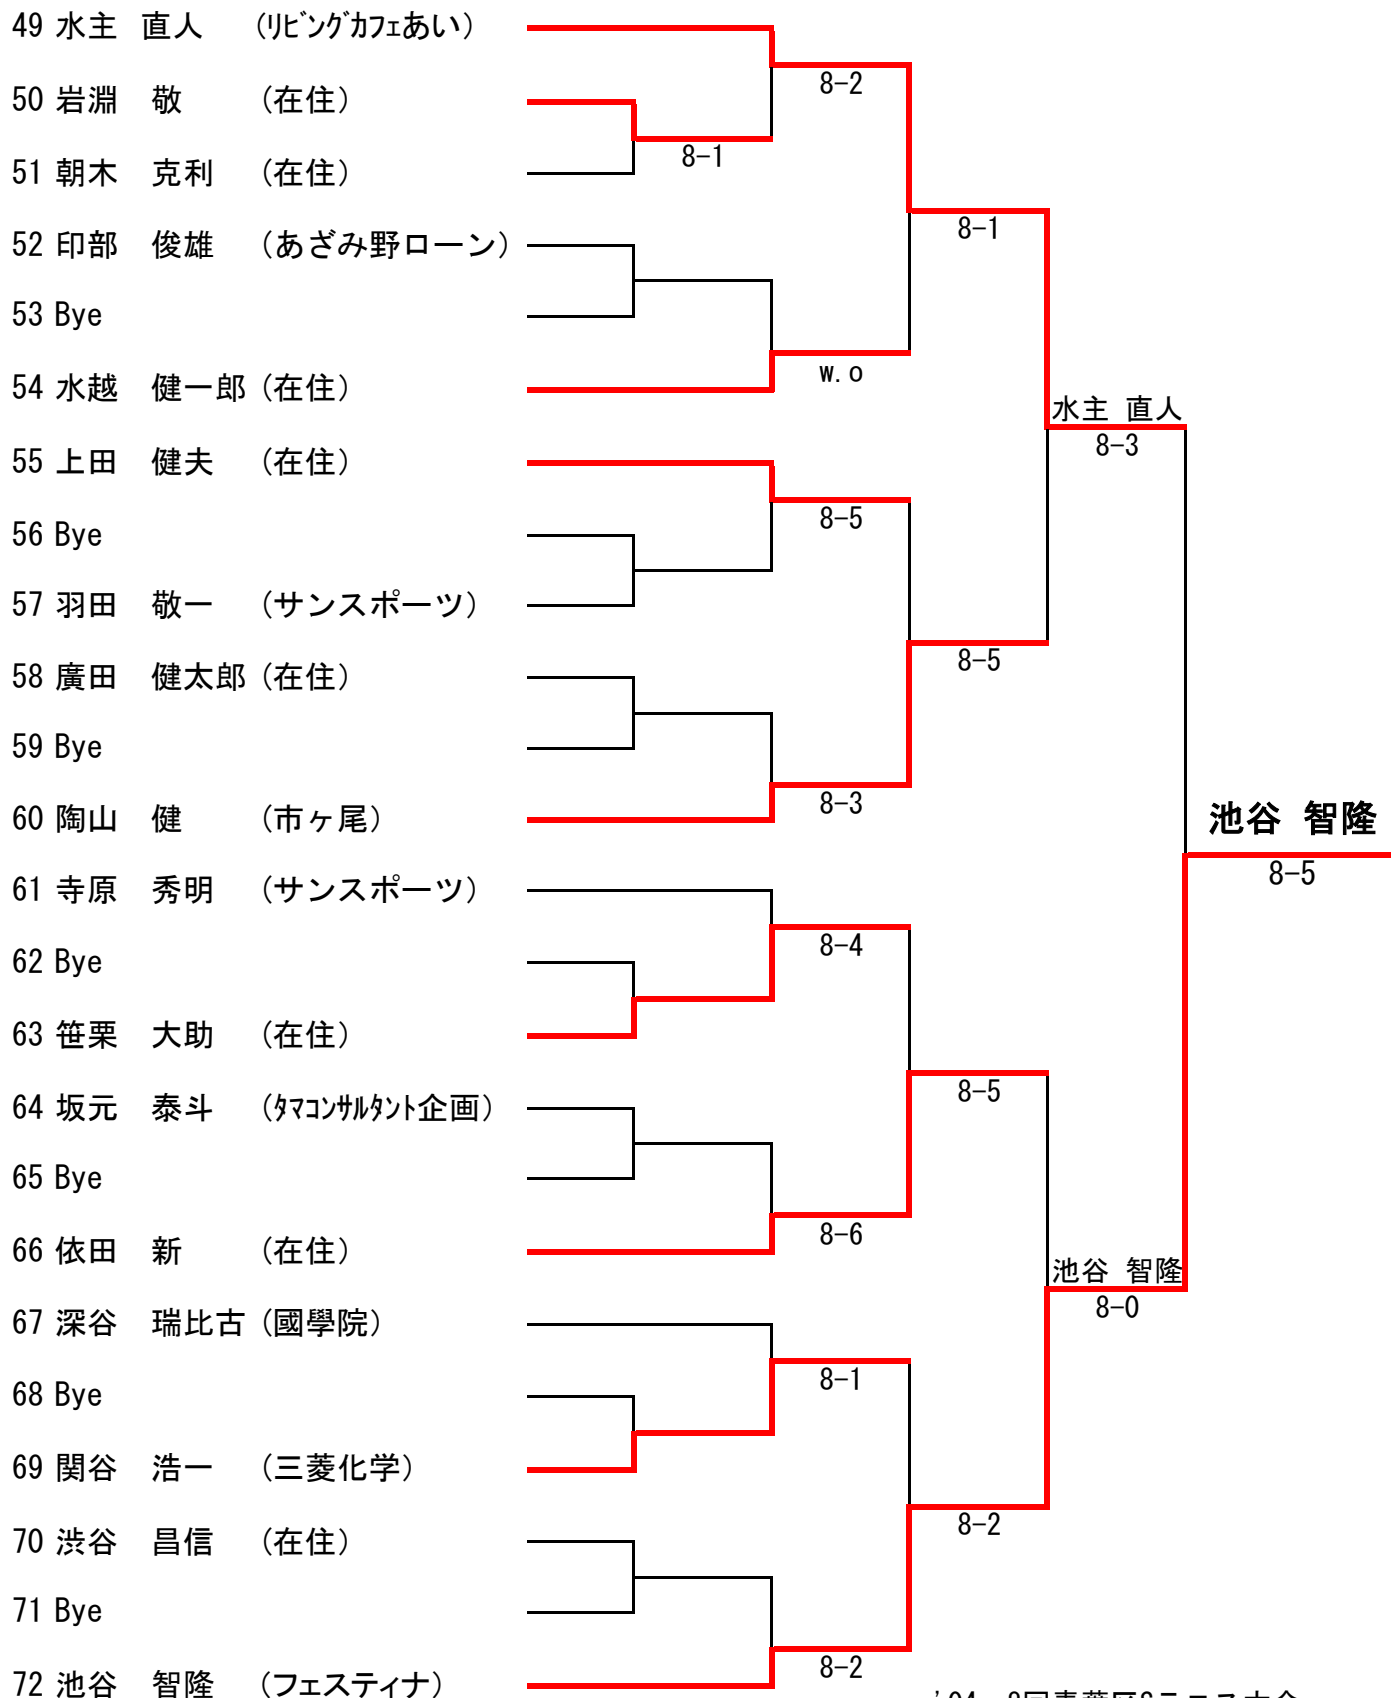 49 水主 直人 (ﾘﾋﾞﾝｸﾞｶﾌｪあい)
8-2
50 岩淵 敬 (在住)
8-1
51 朝木 克利 (在住)
52 印部 俊雄 (あざみ野ローン)
8-1
53 Bye
54 水越 健一郎 (在住)
w.o
水主 直人
8-3
55 上田 健夫 (在住)
8-5
56 Bye
57 羽田 敬一 (サンスポーツ)
8-5
58 廣田 健太郎 (在住)
59 Bye
60 陶山 健 (市ヶ尾)
8-3
池谷 智隆
8-5
61 寺原 秀明 (サンスポーツ)
8-4
62 Bye
63 笹栗 大助 (在住)
64 坂元 泰斗 (ﾀﾏｺﾝｻﾙﾀﾝﾄ企画)
8-5
65 Bye
66 依田 新 (在住)
8-6
池谷 智隆
8-0
67 深谷 瑞比古 (國學院)
8-1
68 Bye
69 関谷 浩一 (三菱化学)
70 渋谷 昌信 (在住)
8-2
71 Bye
72 池谷 智隆 (フェスティナ)
8-2